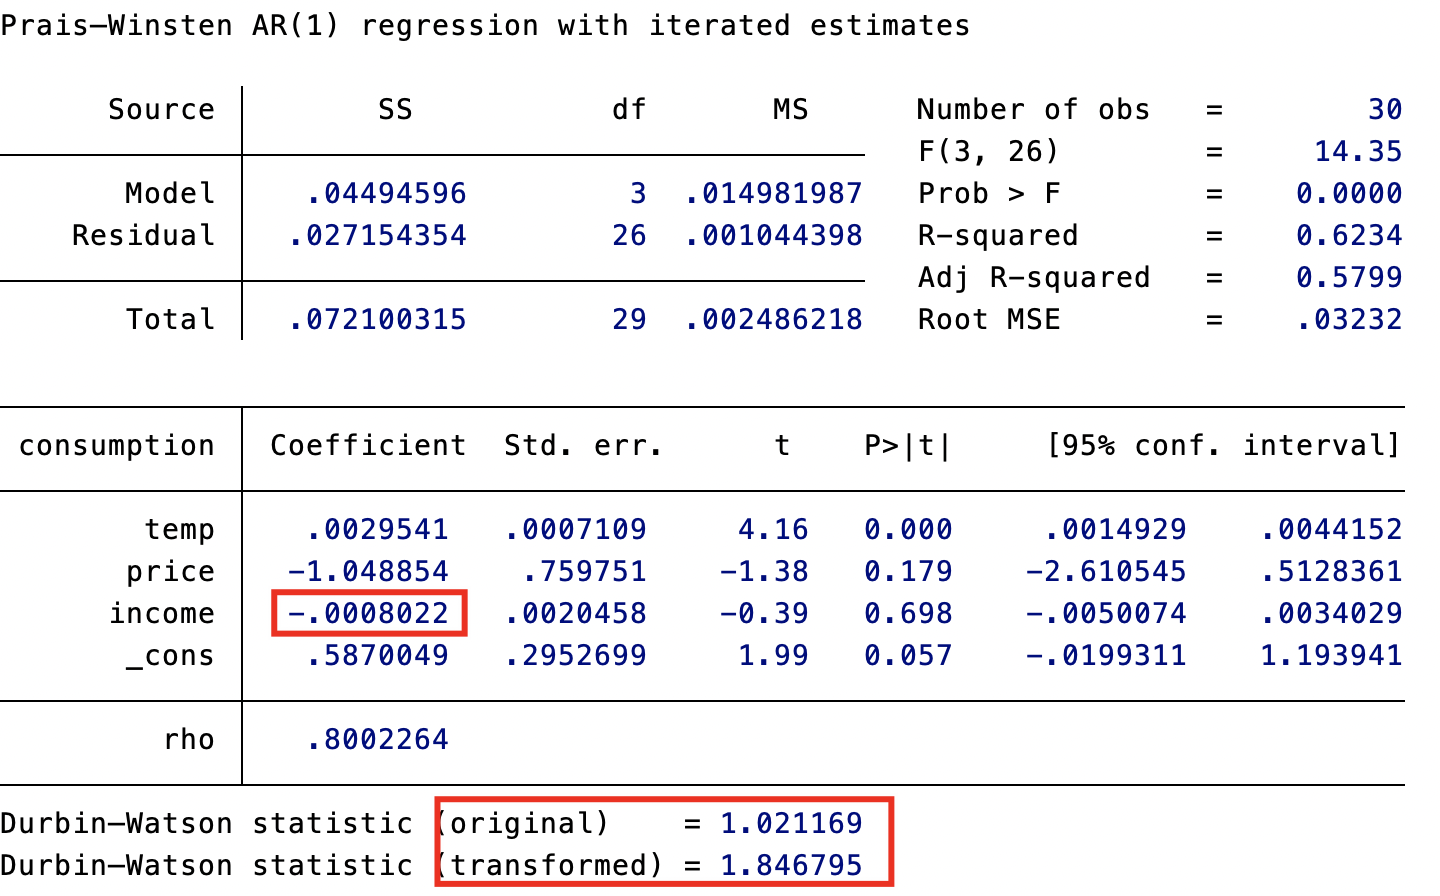 Prais–Winsten AR(1) regression with iterated estimates
Source SS df MS Number of obs = 30
F(3, 26) = 14.35
Model .04494596 3 .014981987 Prob > F = 0.0000
Residual .027154354 26 .001044398 R-squared = 0.6234
Adj R-squared = 0.5799
Total .072100315 29 .002486218 Root MSE = .03232
consumption Coefficient Std. err. t P>|t| [95% conf. interval]
temp .0029541 .0007109 4.16 0.000 .0014929 .0044152
price -1.048854 .759751 -1.38 0.179 -2.610545 .5128361
income -.0008022 .0020458 -0.39 0.698 -.0050074 .0034029
_cons .5870049 .2952699 1.99 0.057 -.0199311 1.193941
rho .8002264
Durbin–Watson statistic (original) = 1.021169
Durbin–Watson statistic (transformed) = 1.846795